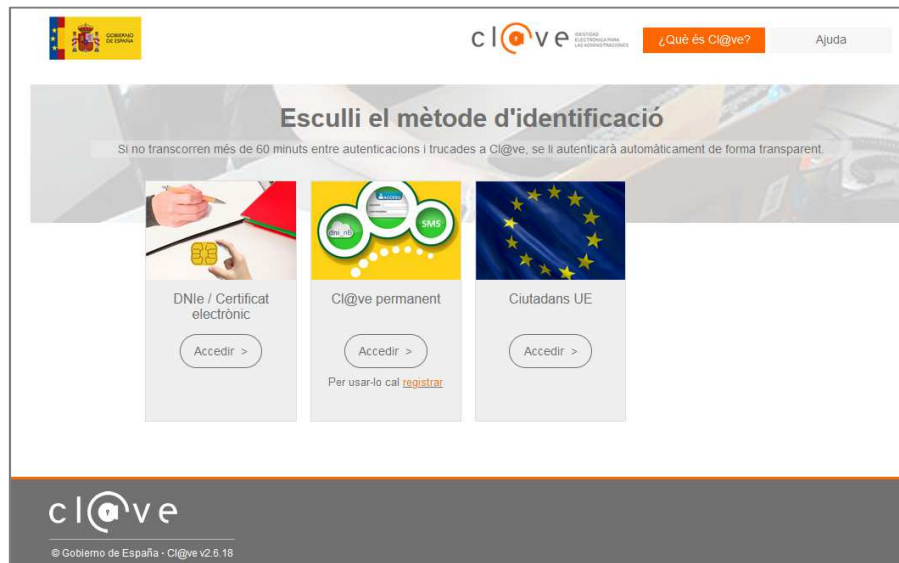 GOBIERNO
DE ESPAÑA
cl@ve
IDENTIDAD
ELECTRÓNICA PARA
LAS ADMINISTRACIONES
¿Què és Cl@ve?
Ajuda
Esculli el mètode d'identificació
Si no transcorren més de 60 minuts entre autenticacions i trucades a Cl@ve, se li autenticarà automàticament de forma transparent.
ACCESO
dni_nb
SMS
DNIe / Certificat
electrònic
Accedir >
Cl@ve permanent
Accedir >
Per usar-lo cal registrar
Ciutadans UE
Accedir >
cl@ve
© Gobierno de España - Cl@ve v2.6.18